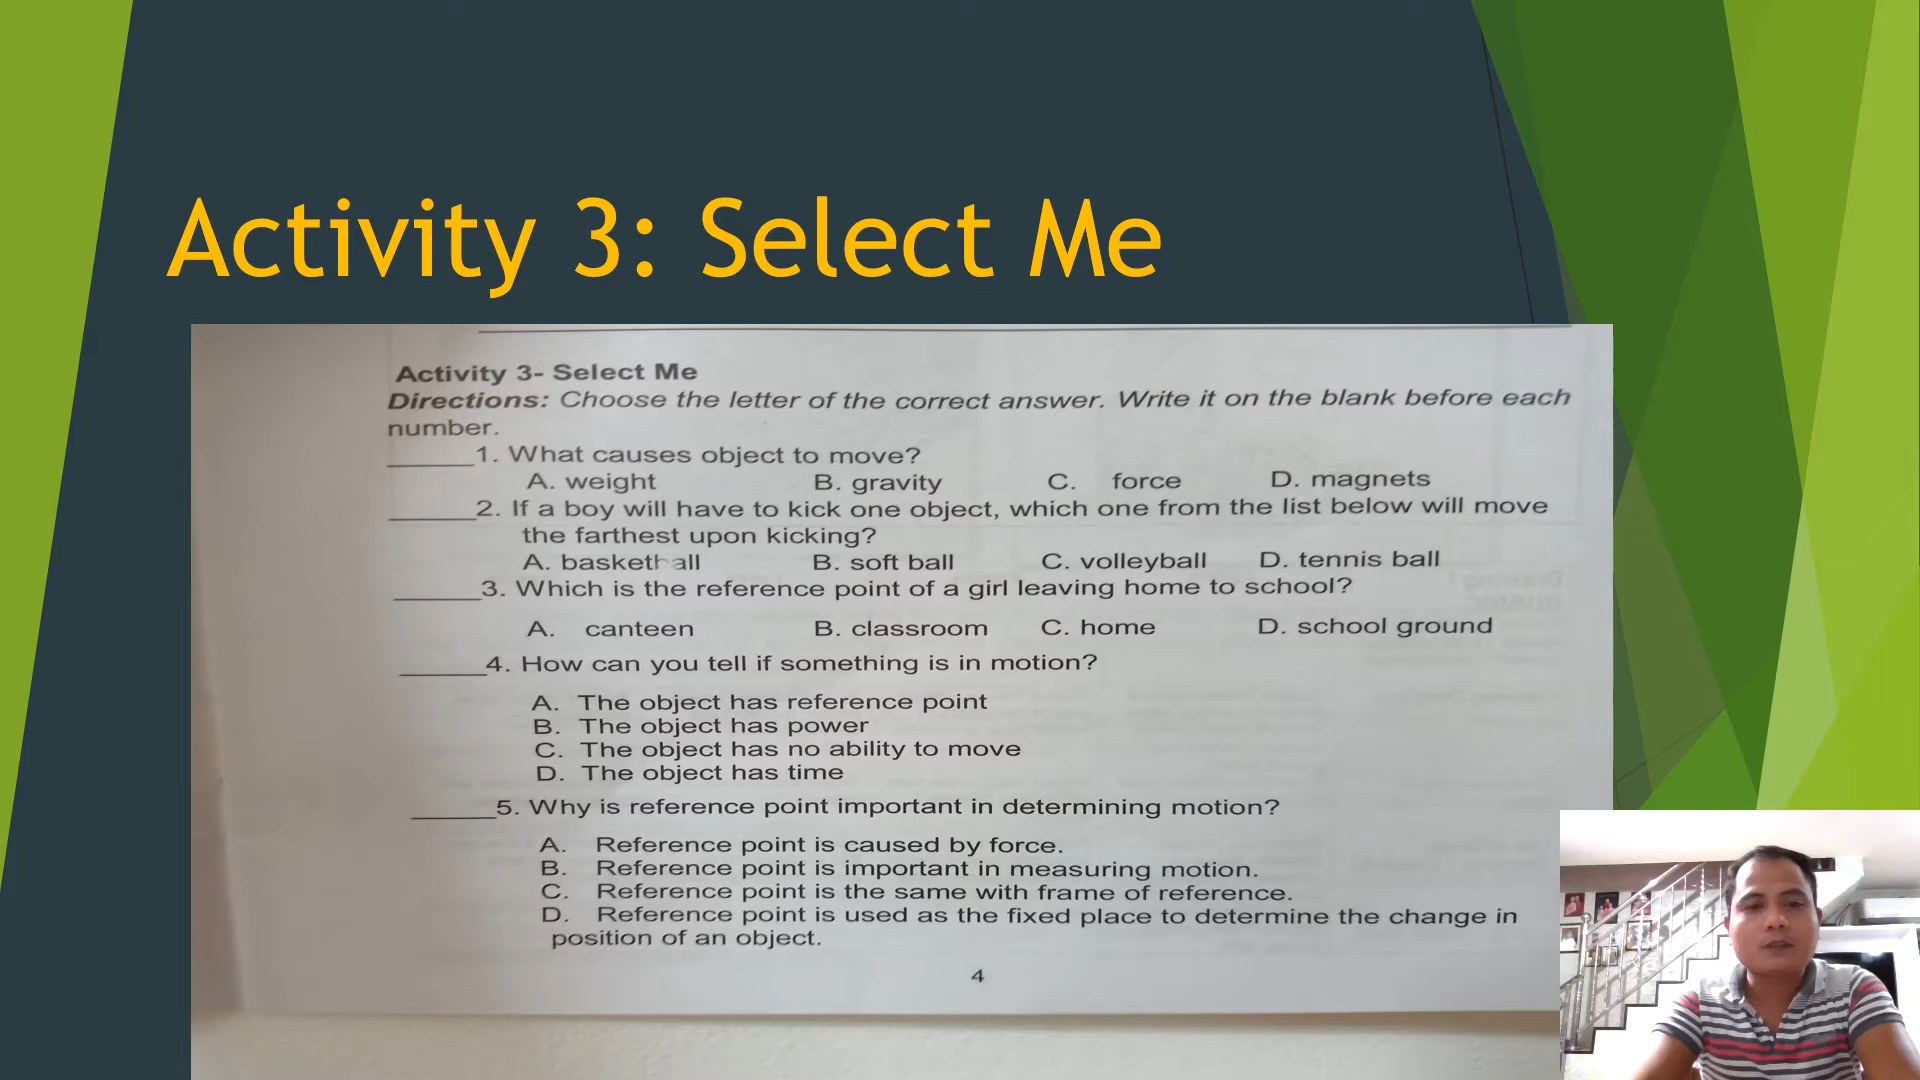 Activity 3: Select Me
Activity 3- Select Me
Directions: Choose the letter of the correct answer. Write it on the blank before each
number.
______1. What causes object to move?
A. weight B. gravity C. force D. magnets
______2. If a boy will have to kick one object, which one from the list below will move
the farthest upon kicking?
A. basketball B. soft ball C. volleyball D. tennis ball
______3. Which is the reference point of a girl leaving home to school?
A. canteen B. classroom C. home D. school ground
______4. How can you tell if something is in motion?
A. The object has reference point
B. The object has power
C. The object has no ability to move
D. The object has time
______5. Why is reference point important in determining motion?
A. Reference point is caused by force.
B. Reference point is important in measuring motion.
C. Reference point is the same with frame of reference.
D. Reference point is used as the fixed place to determine the change in
position of an object.
4